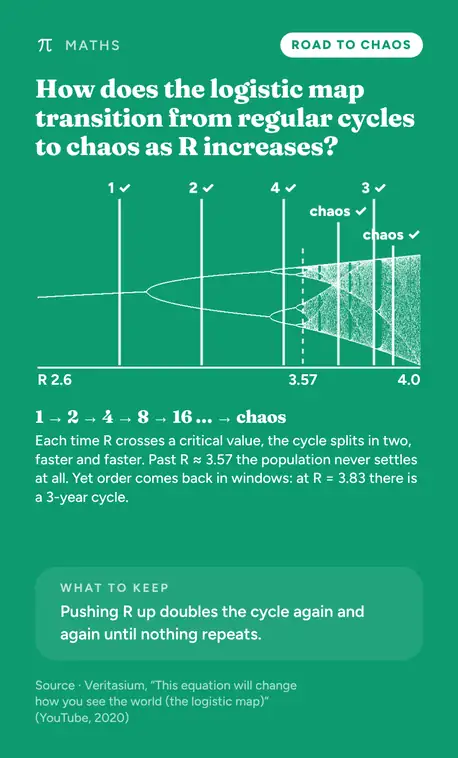 π MATHS
ROAD TO CHAOS
How does the logistic map
transition from regular cycles
to chaos as R increases?
1 ✓ 2 ✓ 4 ✓ 3 ✓
chaos ✓
chaos ✓
R 2.6 3.57 4.0
1 → 2 → 4 → 8 → 16 ... → chaos
Each time R crosses a critical value, the cycle splits in two,
faster and faster. Past R ≈ 3.57 the population never settles
at all. Yet order comes back in windows: at R = 3.83 there is
a 3-year cycle.
WHAT TO KEEP
Pushing R up doubles the cycle again and
again until nothing repeats.
Source · Veritasium, "This equation will change
how you see the world (the logistic map)"
(YouTube, 2020)